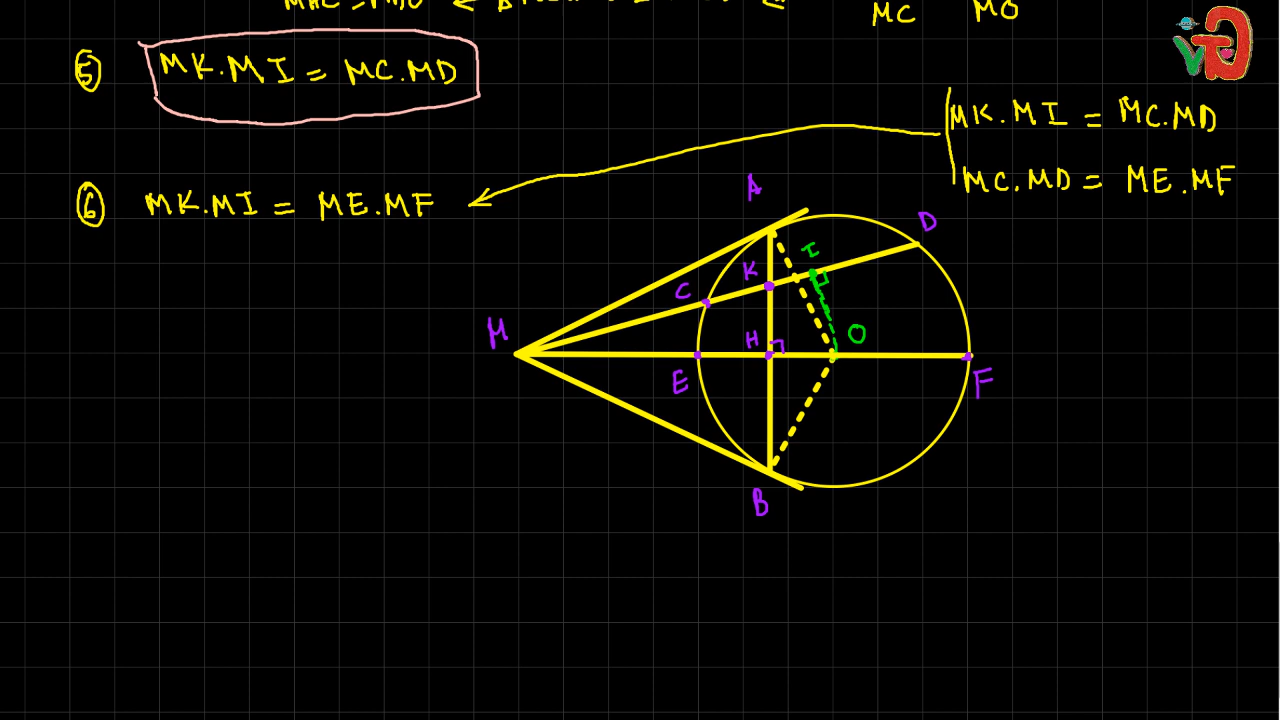 MC MO
⑤ MK.MI = MC.MD
MK.MI = MC.MD
⑥ MK.MI = ME.MF
MC.MD = ME.MF
A
D
I
K
C
M
H
O
E
F
B